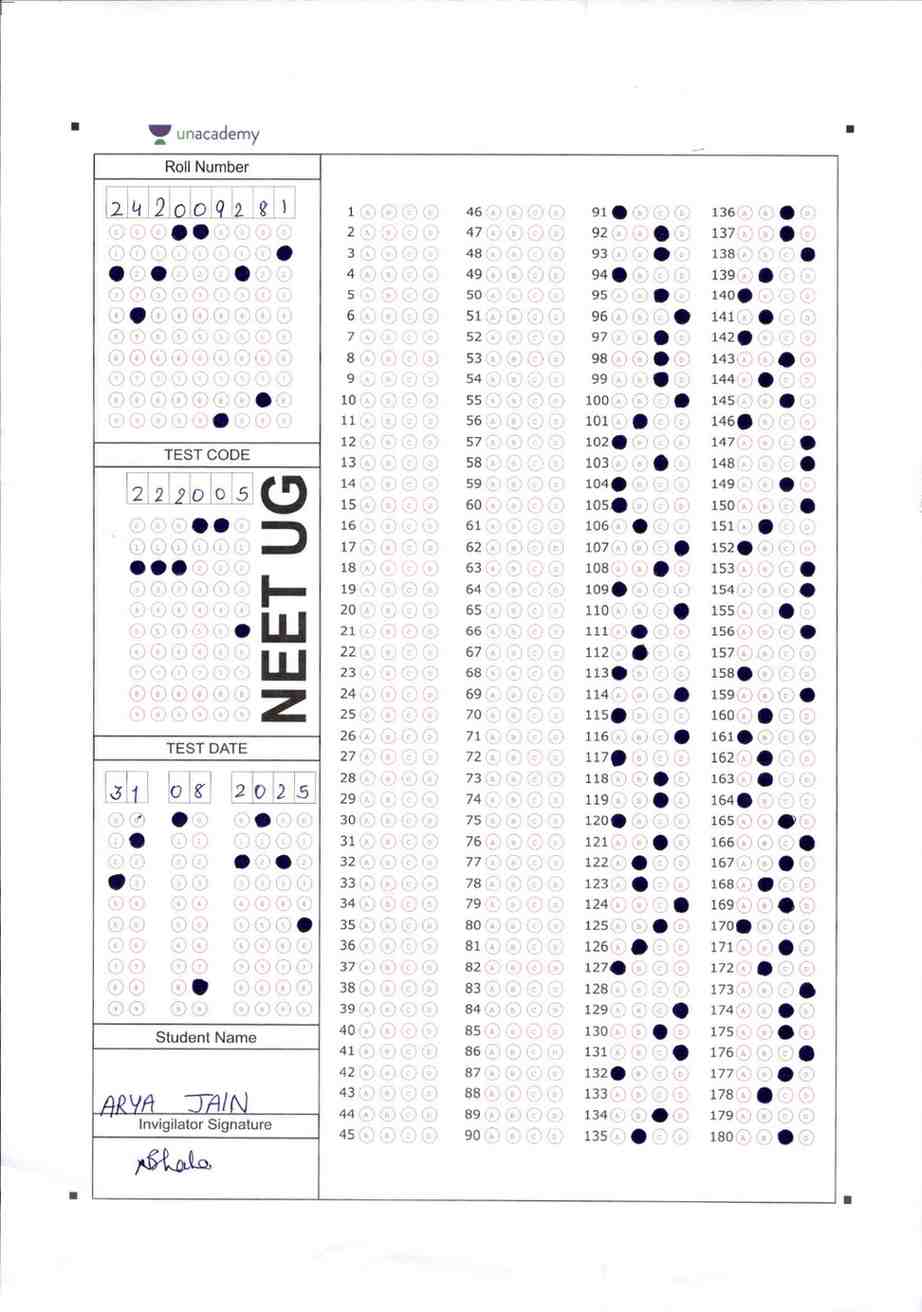 unacademy
Roll Number
2 4 2 0 0 9 2 8 1
TEST CODE
2 2 2 0 0 5
NEET UG
TEST DATE
31 08 2025
Student Name
ARYA JAIN
Invigilator Signature
1 A B C D 46 A B C D 91 B C D 136 A B D
2 A B C D 47 A B C D 92 A B D 137 A B D
3 A B C D 48 A B C D 93 A B D 138 A B C
4 A B C D 49 A B C D 94 B C D 139 A C D
5 A B C D 50 A B C D 95 A B D 140 B C D
6 A B C D 51 A B C D 96 A B C 141 A C D
7 A B C D 52 A B C D 97 A B D 142 B C D
8 A B C D 53 A B C D 98 A B D 143 A B D
9 A B C D 54 A B C D 99 A B D 144 A C D
10 A B C D 55 A B C D 100 A B C 145 A B D
11 A B C D 56 A B C D 101 A C D 146 B C D
12 A B C D 57 A B C D 102 B C D 147 A B C
13 A B C D 58 A B C D 103 A B D 148 A B C
14 A B C D 59 A B C D 104 B C D 149 A B D
15 A B C D 60 A B C D 105 B C D 150 A B C
16 A B C D 61 A B C D 106 A C D 151 A C D
17 A B C D 62 A B C D 107 A B C 152 B C D
18 A B C D 63 A B C D 108 A B D 153 A B C
19 A B C D 64 A B C D 109 B C D 154 A B C
20 A B C D 65 A B C D 110 A B C 155 A B D
21 A B C D 66 A B C D 111 A C D 156 A B C
22 A B C D 67 A B C D 112 A C D 157 A B C D
23 A B C D 68 A B C D 113 B C D 158 B C D
24 A B C D 69 A B C D 114 A B C 159 A B C
25 A B C D 70 A B C D 115 B C D 160 A C D
26 A B C D 71 A B C D 116 A B C 161 B C D
27 A B C D 72 A B C D 117 B C D 162 A C D
28 A B C D 73 A B C D 118 A B D 163 A C D
29 A B C D 74 A B C D 119 A B D 164 B C D
30 A B C D 75 A B C D 120 B C D 165 A B D
31 A B C D 76 A B C D 121 A B D 166 A B C
32 A B C D 77 A B C D 122 A C D 167 A B D
33 A B C D 78 A B C D 123 A C D 168 A C D
34 A B C D 79 A B C D 124 A B C 169 A B D
35 A B C D 80 A B C D 125 A B D 170 B C D
36 A B C D 81 A B C D 126 A C D 171 A B D
37 A B C D 82 A B C D 127 B C D 172 A C D
38 A B C D 83 A B C D 128 A B C D 173 A B C
39 A B C D 84 A B C D 129 A B C 174 A B D
40 A B C D 85 A B C D 130 A B D 175 A B D
41 A B C D 86 A B C D 131 A B C 176 A B C
42 A B C D 87 A B C D 132 B C D 177 A B D
43 A B C D 88 A B C D 133 A B C D 178 A C D
44 A B C D 89 A B C D 134 A B D 179 A B C D
45 A B C D 90 A B C D 135 A C D 180 A B D